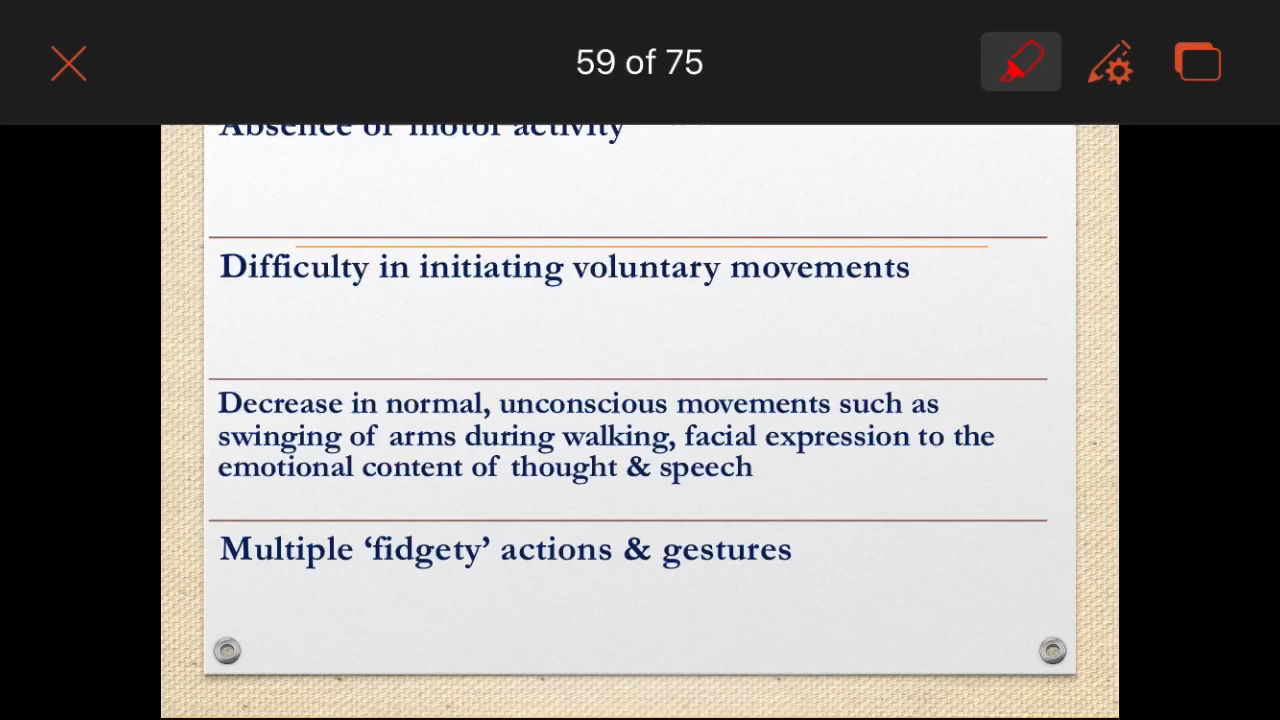 59 of 75
Absence of motor activity
Difficulty in initiating voluntary movements
Decrease in normal, unconscious movements such as
swinging of arms during walking, facial expression to the
emotional content of thought & speech
Multiple ‘fidgety’ actions & gestures